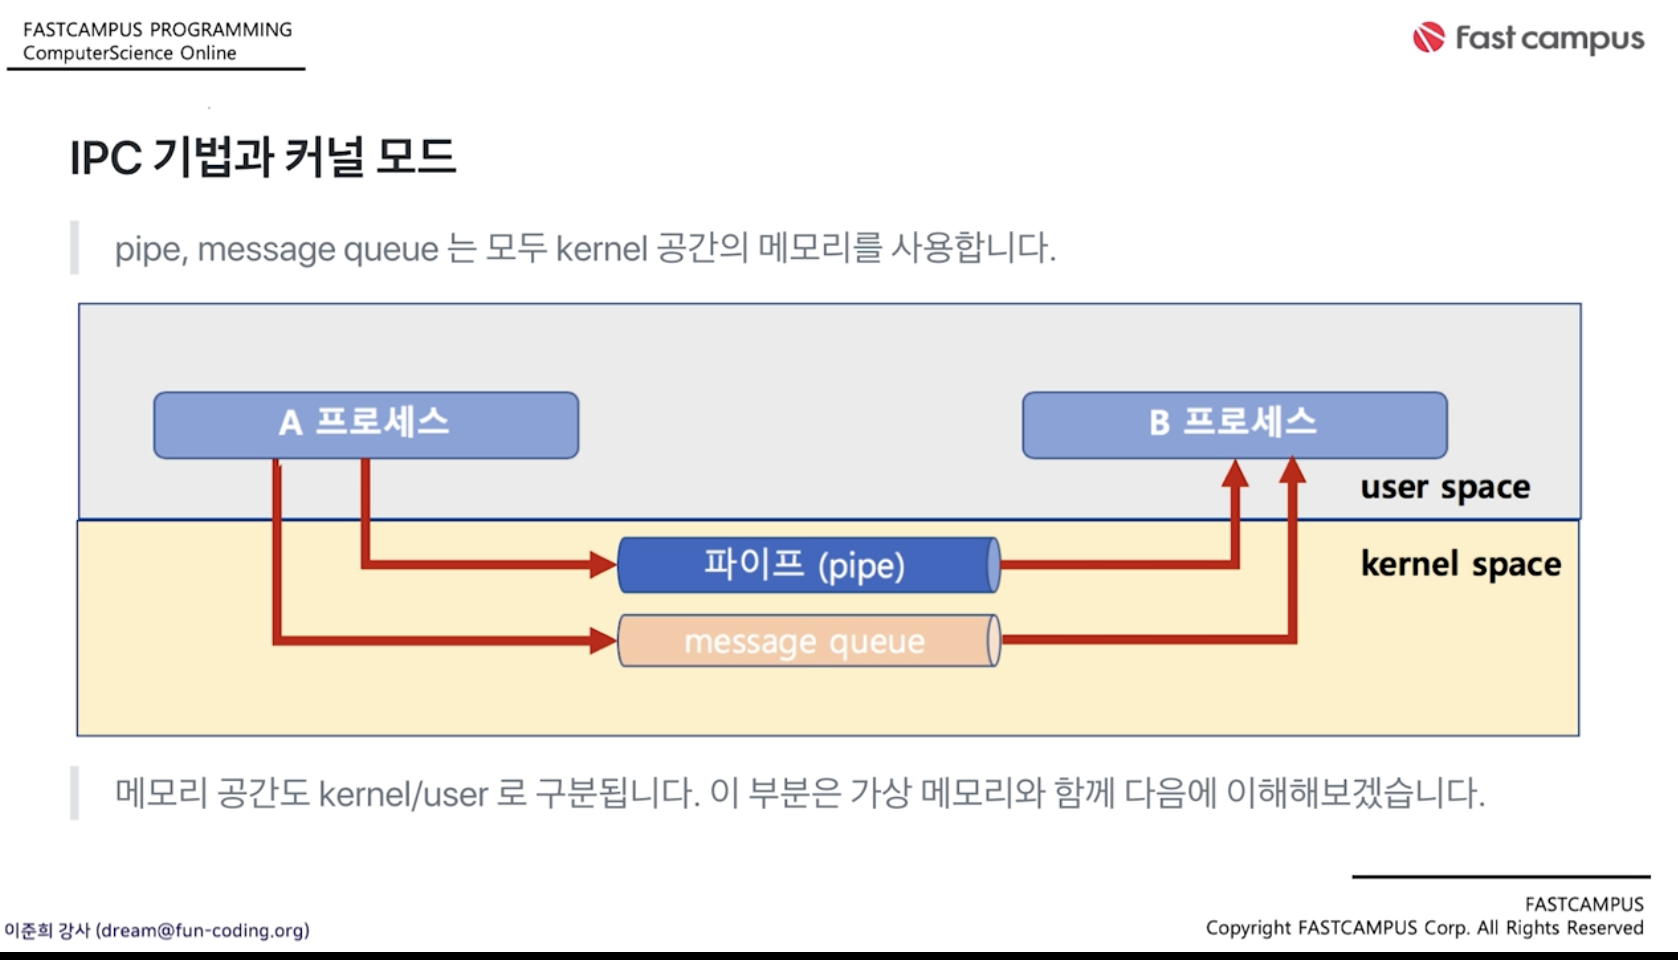 FASTCAMPUS PROGRAMMING
ComputerScience Online
Fast campus
IPC 기법과 커널 모드
pipe, message queue 는 모두 kernel 공간의 메모리를 사용합니다.
A 프로세스
B 프로세스
user space
파이프 (pipe)
kernel space
message queue
메모리 공간도 kernel/user 로 구분됩니다. 이 부분은 가상 메모리와 함께 다음에 이해해보겠습니다.
FASTCAMPUS
이준희 강사 (dream@fun-coding.org)
Copyright FASTCAMPUS Corp. All Rights Reserved